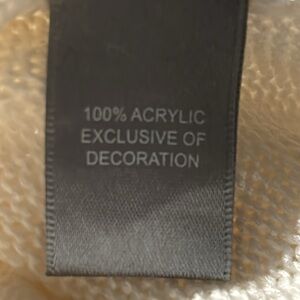 100% ACRYLIC
EXCLUSIVE OF
DECORATION